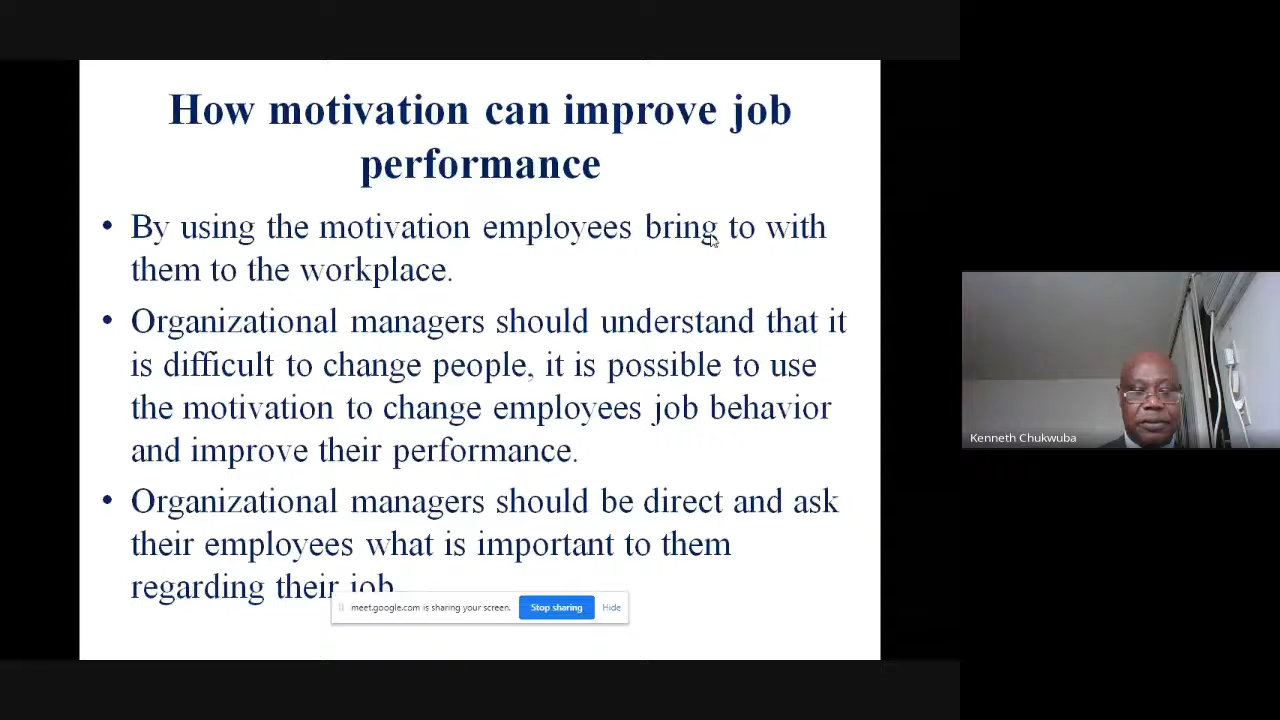 How motivation can improve job
performance
• By using the motivation employees bring to with
them to the workplace.
• Organizational managers should understand that it
is difficult to change people, it is possible to use
the motivation to change employees job behavior
and improve their performance.
• Organizational managers should be direct and ask
their employees what is important to them
regarding their job
meet.google.com is sharing your screen. Stop sharing Hide
Kenneth Chukwuba